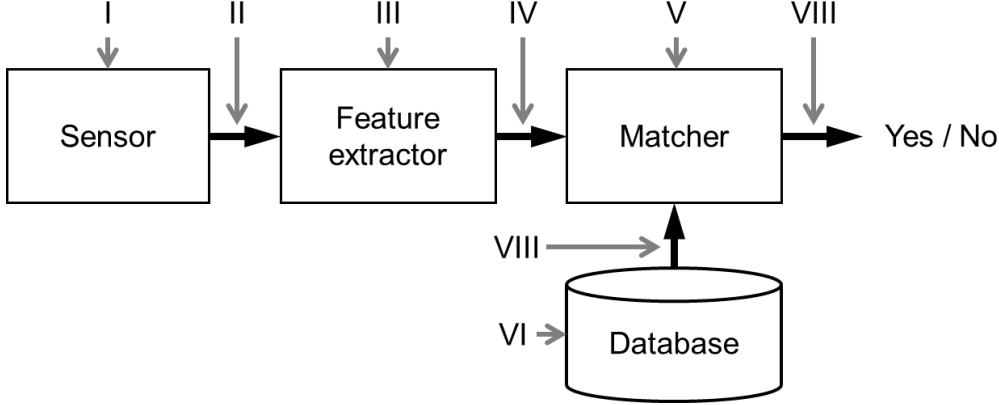 I II III IV V VIII
Sensor
Feature
extractor
Matcher
Yes / No
VIII
VI
Database